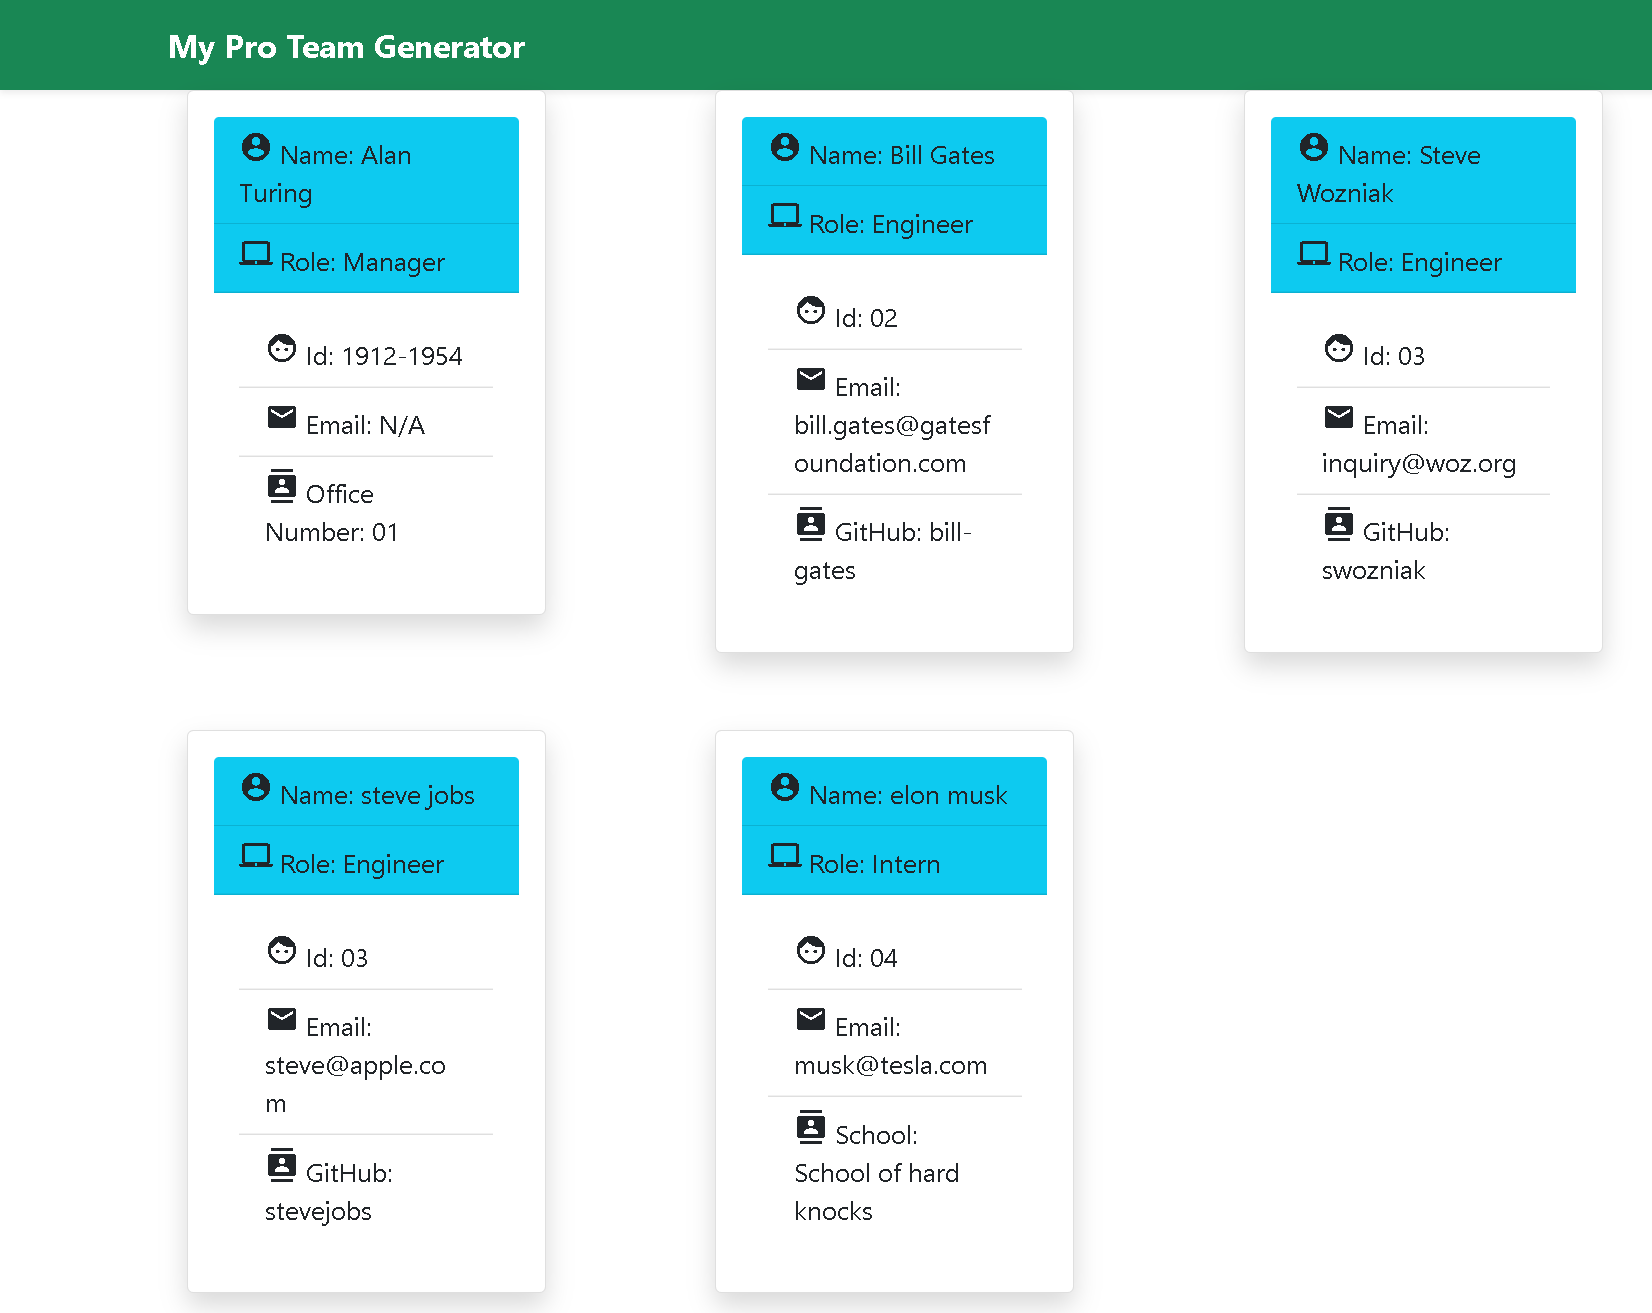 My Pro Team Generator
Name: Alan
Turing
Role: Manager
Id: 1912-1954
Email: N/A
Office
Number: 01
Name: Bill Gates
Role: Engineer
Id: 02
Email:
bill.gates@gatesf
oundation.com
GitHub: bill-
gates
Name: Steve
Wozniak
Role: Engineer
Id: 03
Email:
inquiry@woz.org
GitHub:
swozniak
Name: steve jobs
Role: Engineer
Id: 03
Email:
steve@apple.co
m
GitHub:
stevejobs
Name: elon musk
Role: Intern
Id: 04
Email:
musk@tesla.com
School:
School of hard
knocks